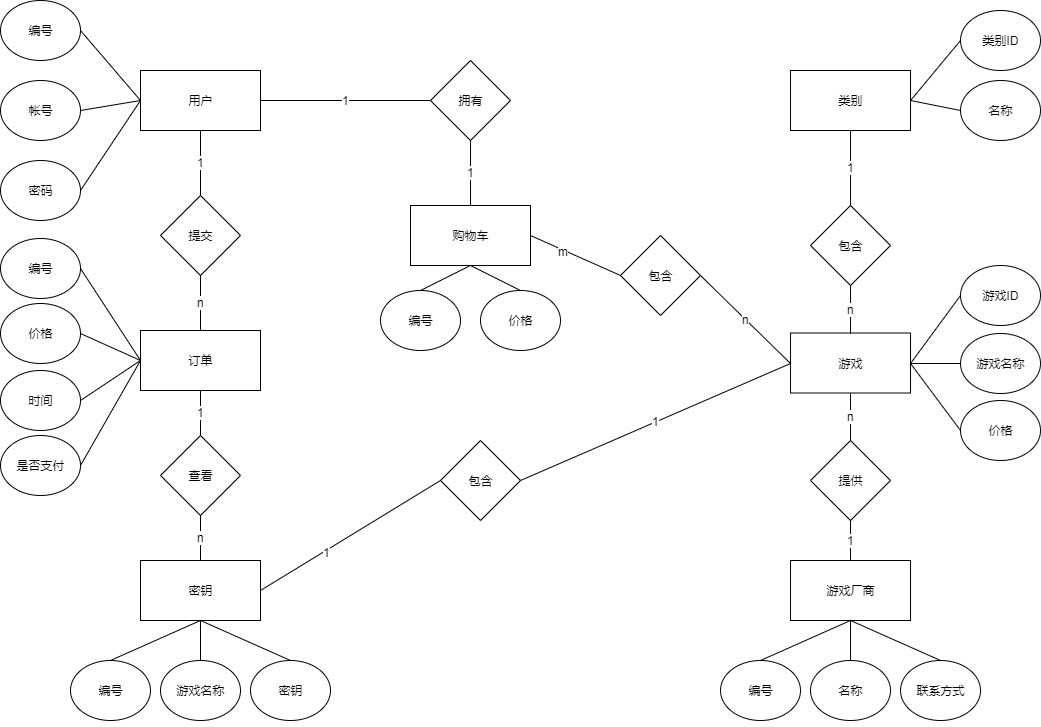 编号
类别ID
用户
1
拥有
类别
帐号
名称
1
1
1
密码
提交
购物车
包含
m
包含
编号
n
n
游戏ID
编号
价格
n
价格
订单
游戏
游戏名称
时间
1
n
1
价格
是否支付
查看
包含
提供
n
1
1
密钥
游戏厂商
编号
游戏名称
密钥
编号
名称
联系方式